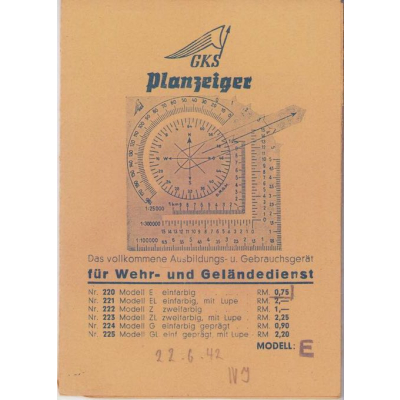 GKS
Planzeiger
1:25000
1:300000
1:100000
Das vollkommene Ausbildungs- u. Gebrauchsgerät
für Wehr- und Geländedienst
Nr. 220 Modell E einfarbig RM. 0,75
Nr. 221 Modell EL einfarbig, mit Lupe RM. 2,—
Nr. 222 Modell Z zweifarbig RM. 1,—
Nr. 223 Modell ZL zweifarbig, mit Lupe RM. 2,25
Nr. 224 Modell G einfarbig geprägt RM. 0,90
Nr. 225 Modell GL einf. geprägt, mit Lupe RM. 2,20
MODELL: E
22.6.42